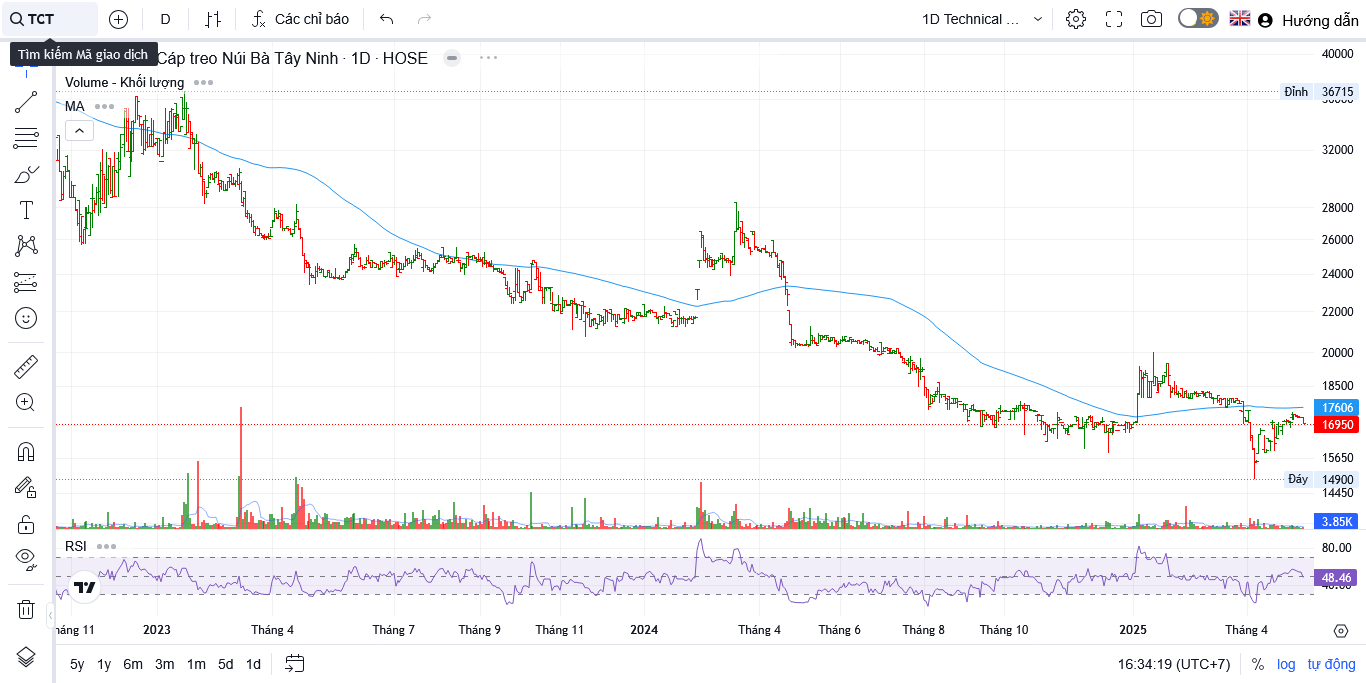 TCT
D
Các chỉ báo
1D Technical ...
Hướng dẫn
Tìm kiếm Mã giao dịch
Cáp treo Núi Bà Tây Ninh · 1D · HOSE
Volume - Khối lượng
MA
40000
Đỉnh 36715
32000
28000
26000
24000
22000
20000
18500
17606
16950
15650
Đáy 14900
14450
3.85K
RSI
80.00
48.46
háng 11 2023 Tháng 4 Tháng 7 Tháng 9 Tháng 11 2024 Tháng 4 Tháng 6 Tháng 8 Tháng 10 2025 Tháng 4
5y 1y 6m 3m 1m 5d 1d
16:34:19 (UTC+7) % log tự động